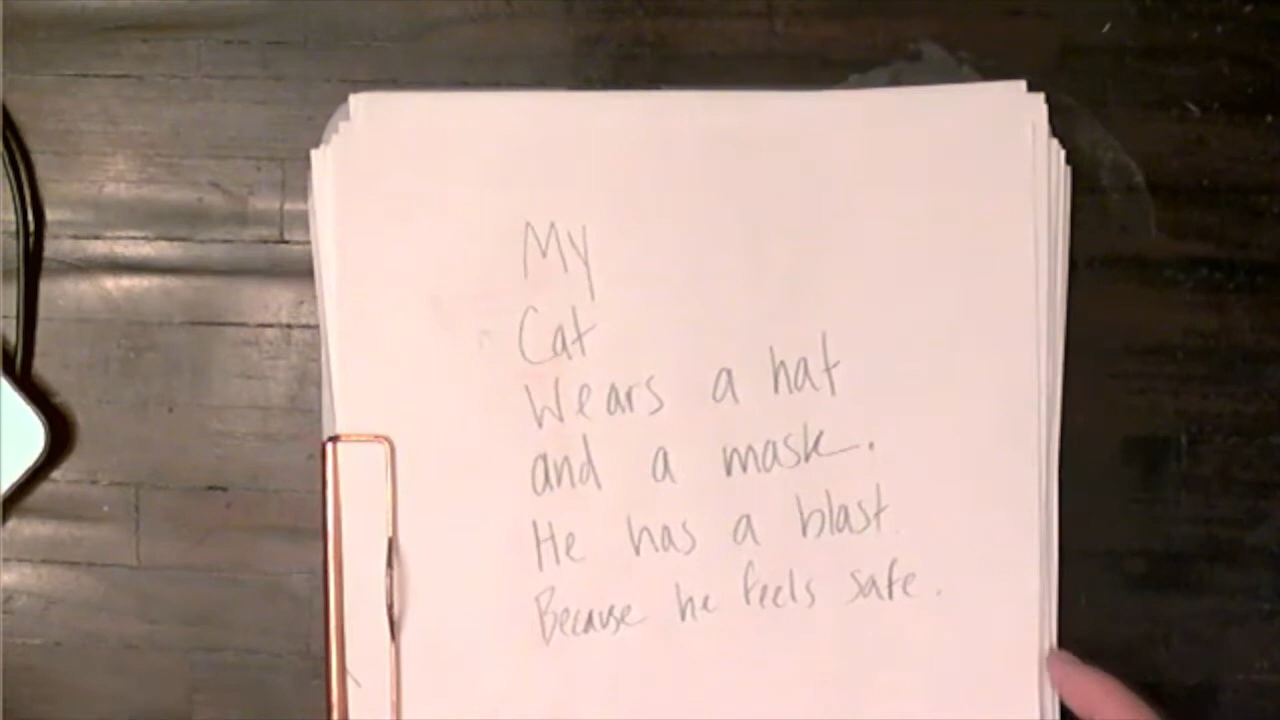 My
Cat
Wears a hat
and a mask.
He has a blast.
Because he feels safe.